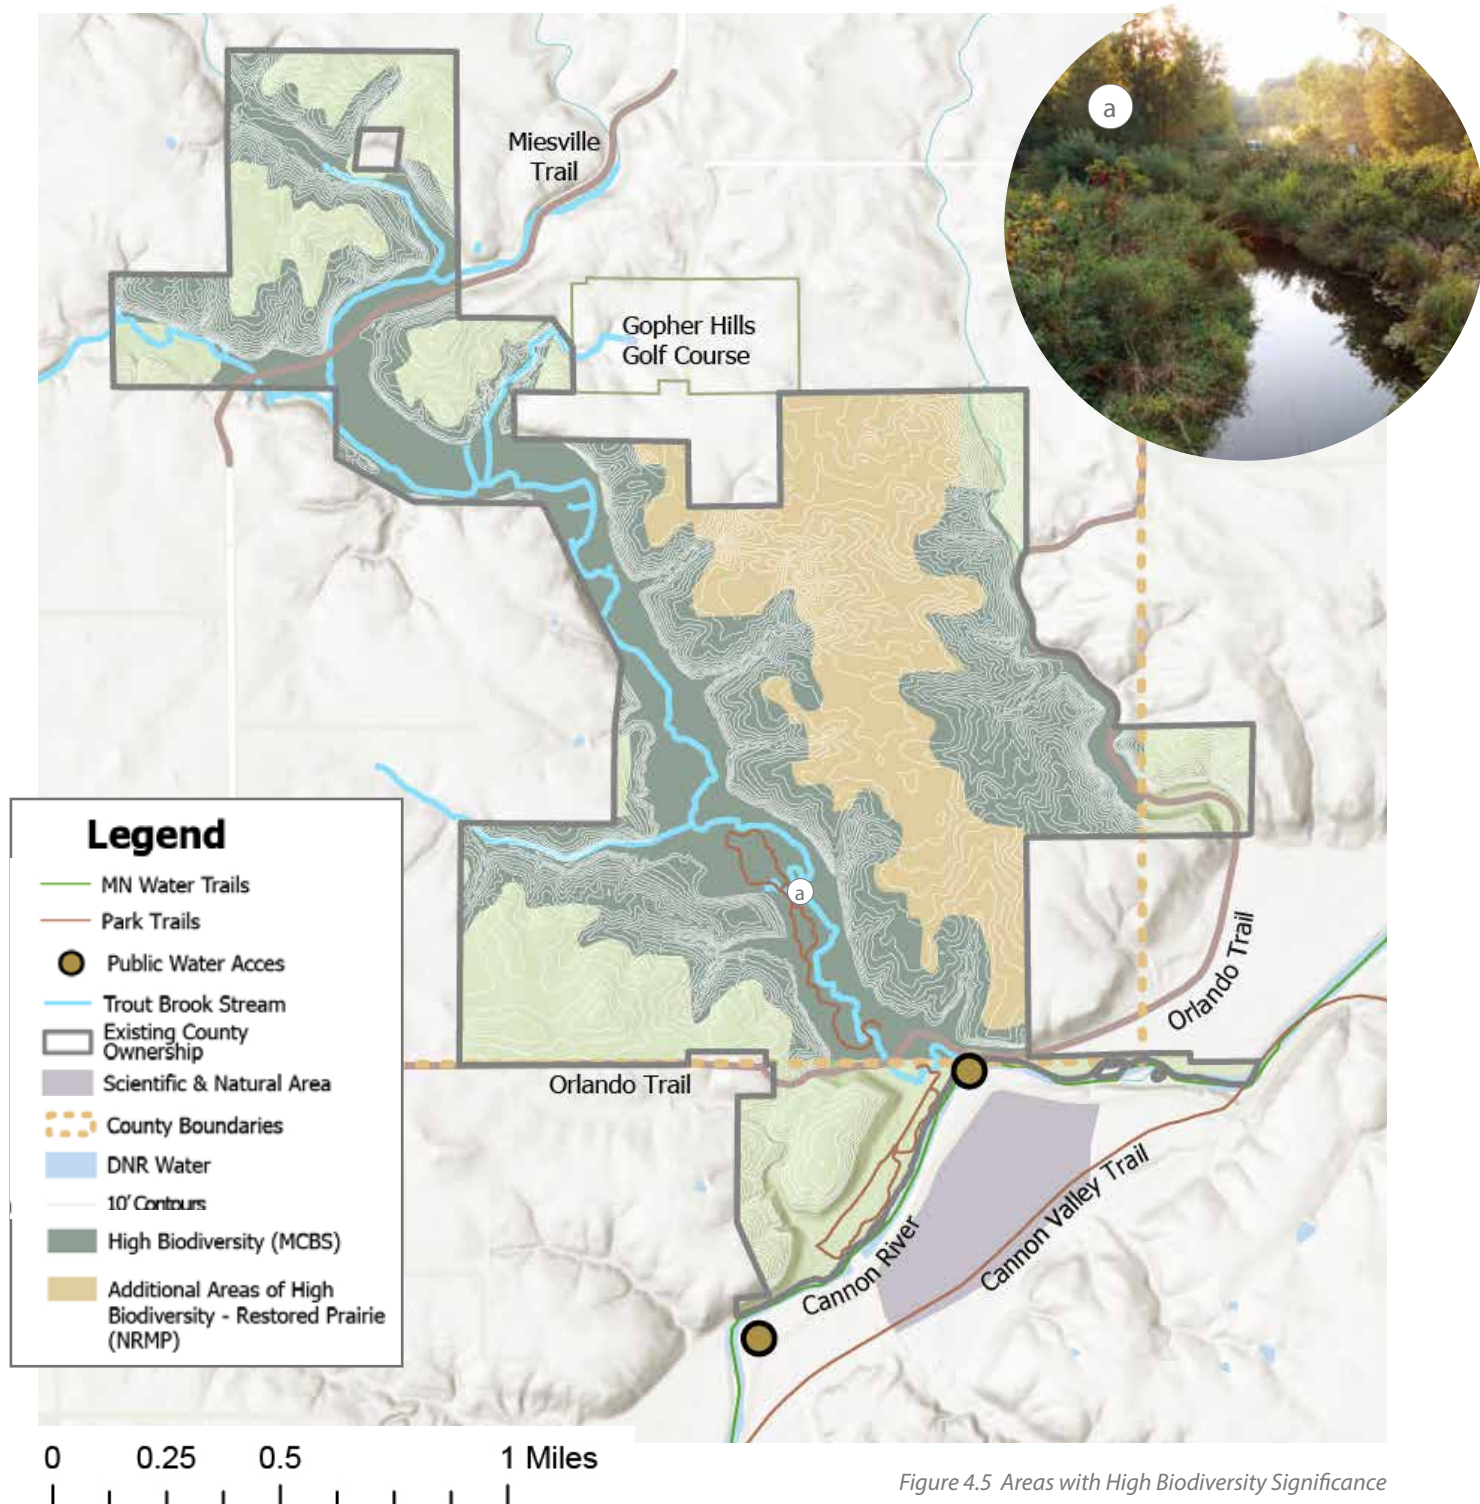 a
Miesville
Trail
Gopher Hills
Golf Course
Legend
MN Water Trails
Park Trails
Public Water Acces
Trout Brook Stream
Existing County
Ownership
Scientific & Natural Area
County Boundaries
DNR Water
10' Contours
High Biodiversity (MCBS)
Additional Areas of High
Biodiversity - Restored Prairie
(NRMP)
a
Orlando Trail
Orlando Trail
Cannon River
Cannon Valley Trail
0 0.25 0.5 1 Miles
Figure 4.5 Areas with High Biodiversity Significance